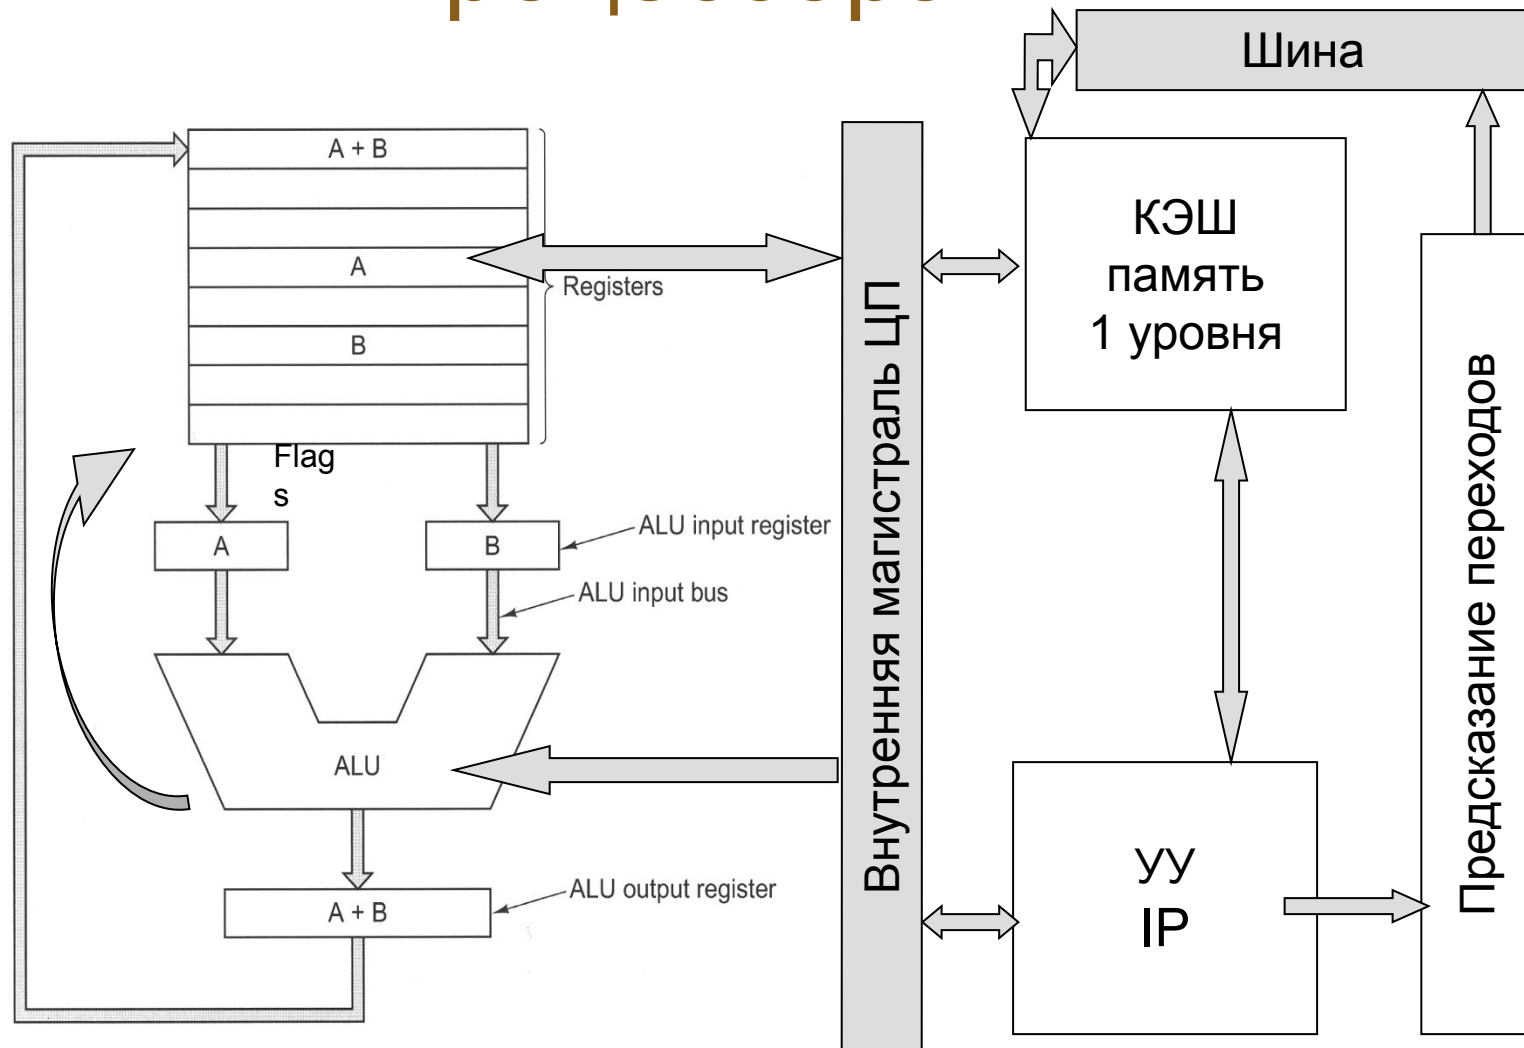 Шина
A + B
A
B
Registers
Flag
s
A
B
ALU input register
ALU input bus
ALU
ALU output register
A + B
Внутренняя магистраль ЦП
КЭШ
память
1 уровня
УУ
IP
Предсказание переходов